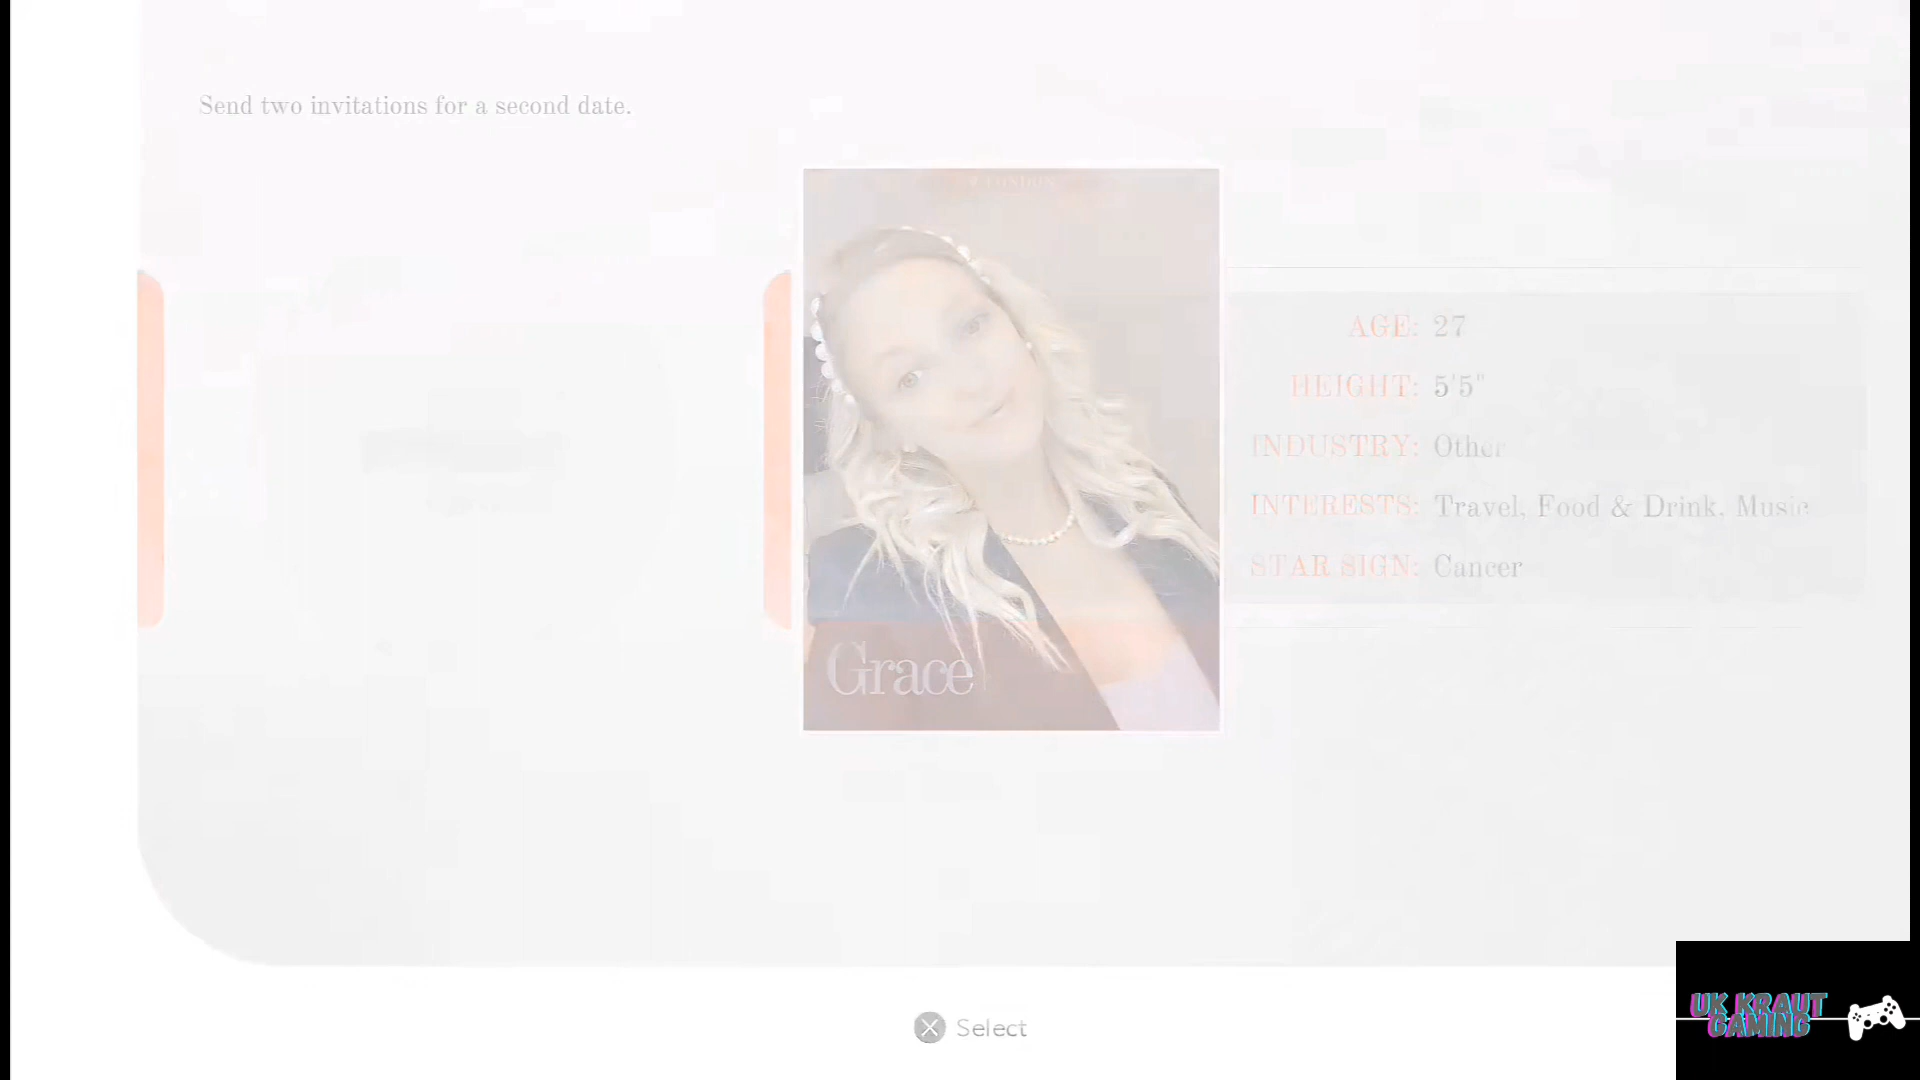 Send two invitations for a second date.
AGE: 27
HEIGHT: 5'5"
INDUSTRY: Other
INTERESTS: Travel, Food & Drink, Music
STAR SIGN: Cancer
Grace
Select
UK KRAUT
GAMING